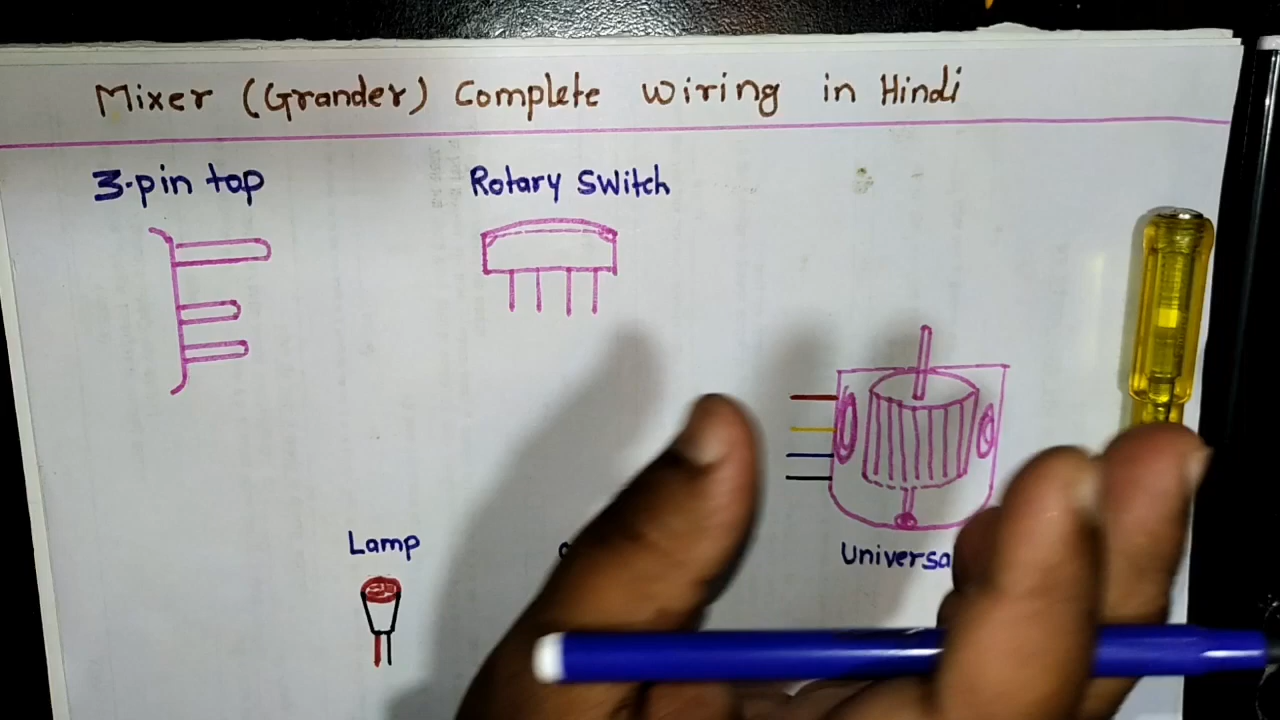 Mixer (Grander) Complete Wiring in Hindi
3-pin top
Rotary Switch
Lamp
Universa